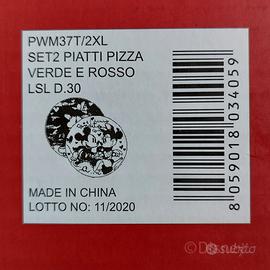 PWM37T/2XL
SET2 PIATTI PIZZA
VERDE E ROSSO
LSL D.30
MADE IN CHINA
LOTTO NO: 11/2020
8 059018 034059
subito